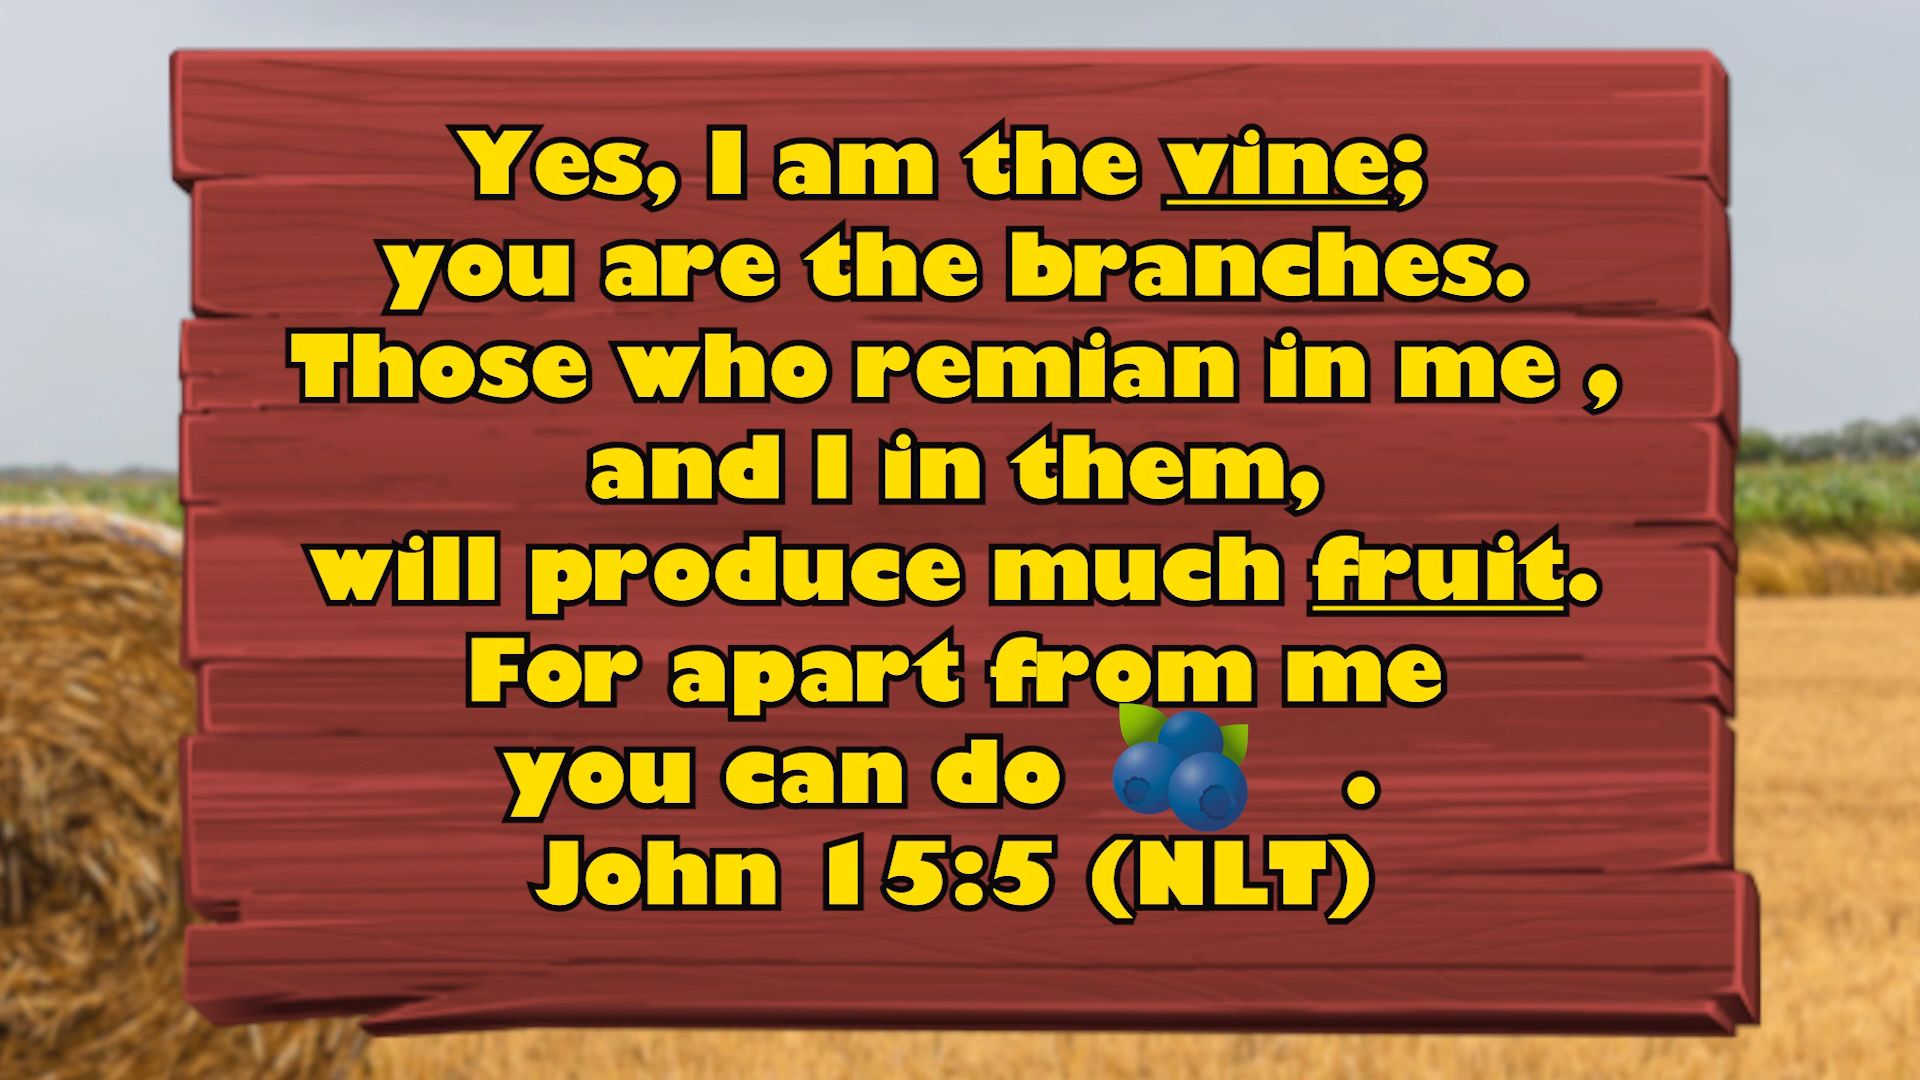 Yes, I am the vine;
you are the branches.
Those who remian in me ,
and I in them,
will produce much fruit.
For apart from me
you can do .
John 15:5 (NLT)